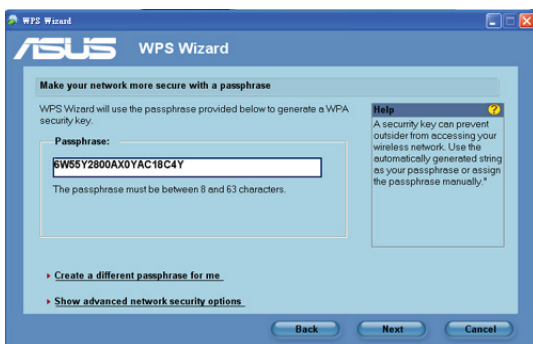 WPS Wizard
ASUS WPS Wizard
Make your network more secure with a passphrase
WPS Wizard will use the passphrase provided below to generate a WPA
security key.
Passphrase:
6W55Y2800AX0YAC18C4Y
The passphrase must be between 8 and 63 characters.
Help
A security key can prevent
outsider from accessing your
wireless network. Use the
automatically generated string
as your passphrase or assign
the passphrase manually."
Create a different passphrase for me
Show advanced network security options
Back Next Cancel